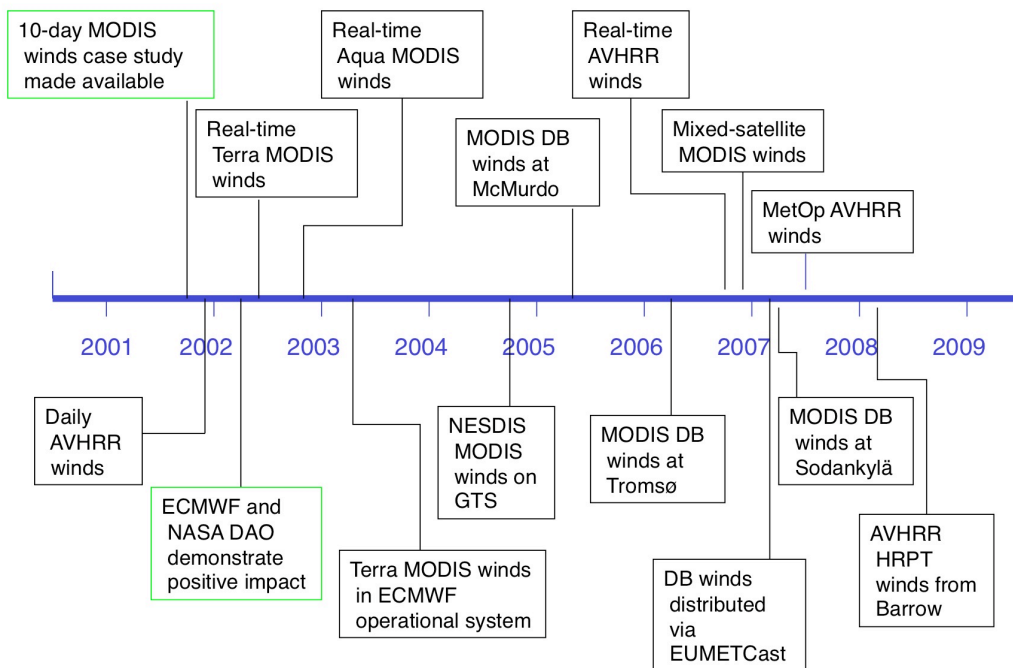 10-day MODIS
winds case study
made available
Real-time
Terra MODIS
winds
Real-time
Aqua MODIS
winds
MODIS DB
winds at
McMurdo
Real-time
AVHRR
winds
Mixed-satellite
MODIS winds
MetOp AVHRR
winds
2001
2002
2003
2004
2005
2006
2007
2008
2009
Daily
AVHRR
winds
ECMWF and
NASA DAO
demonstrate
positive impact
Terra MODIS winds
in ECMWF
operational system
NESDIS
MODIS
winds on
GTS
MODIS DB
winds at
Tromsø
DB winds
distributed
via
EUMETCast
MODIS DB
winds at
Sodankylä
AVHRR
HRPT
winds from
Barrow